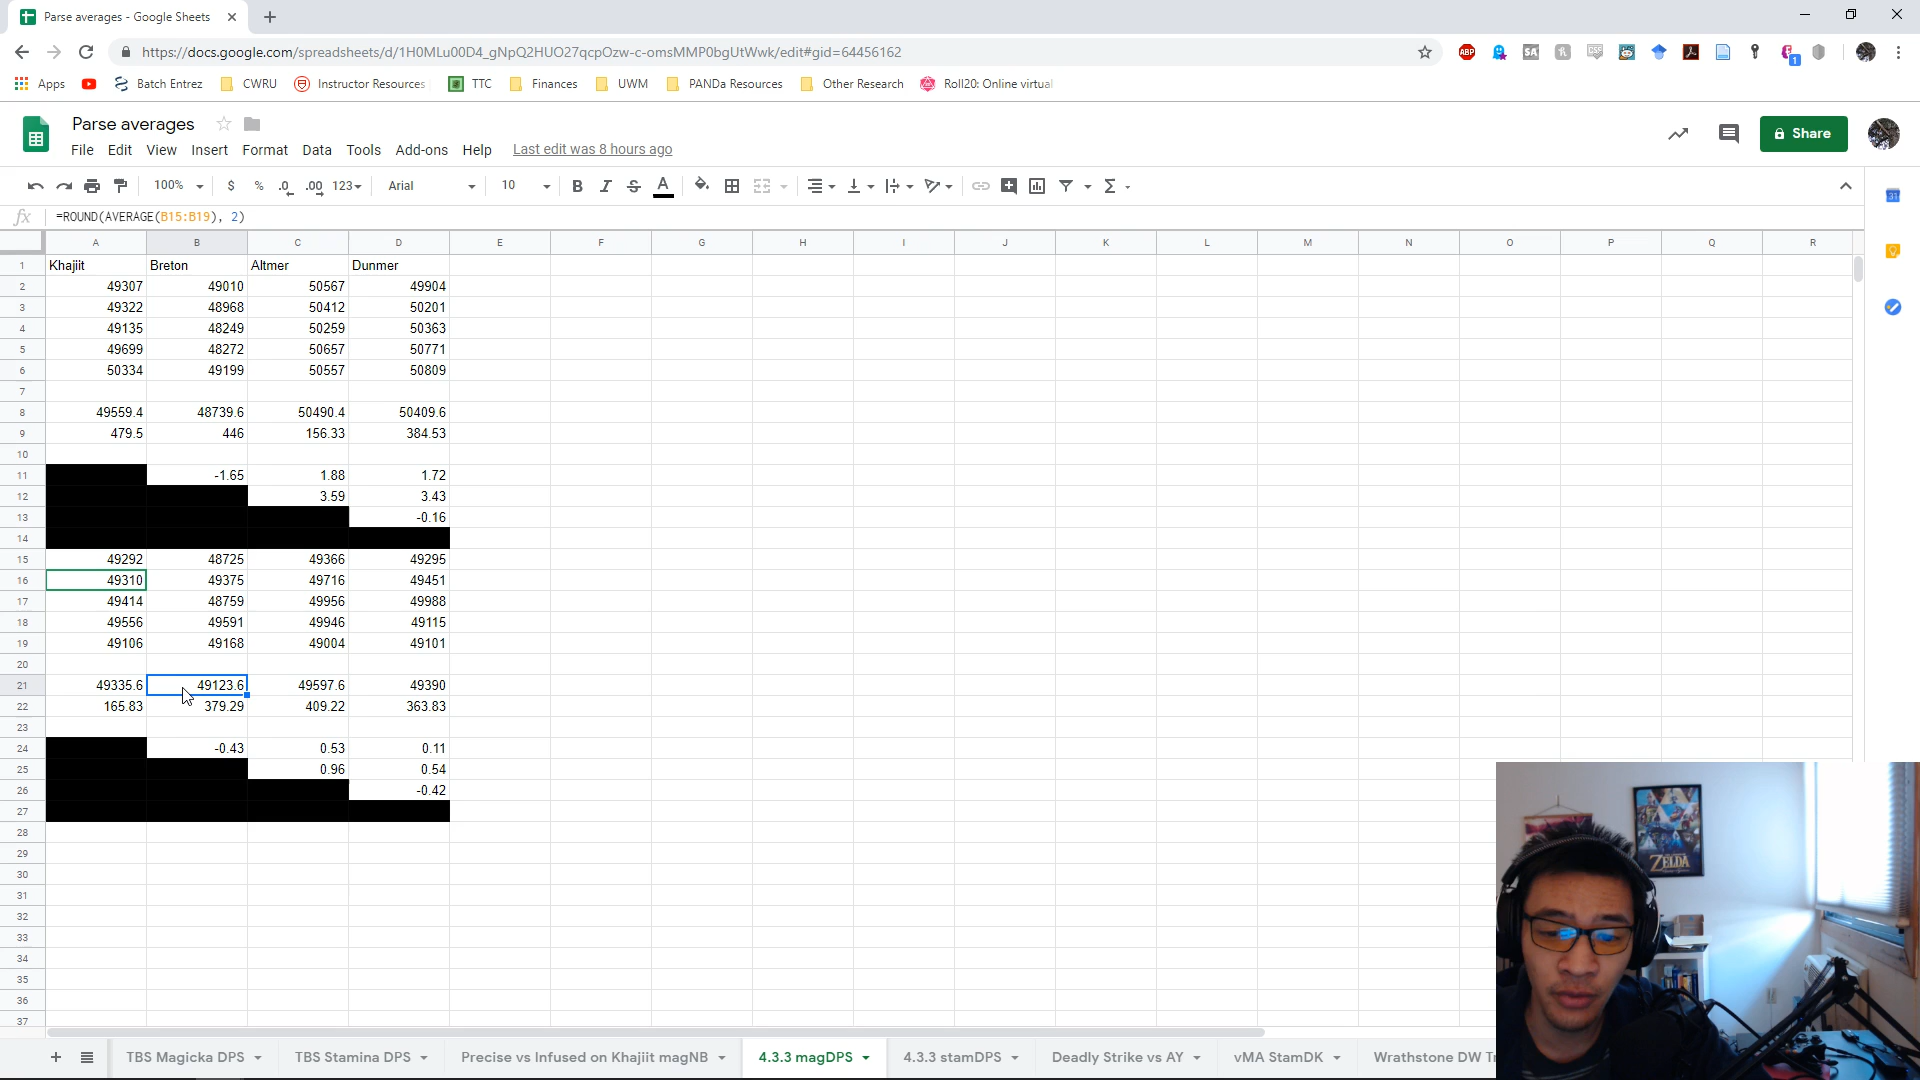 Parse averages - Google Sheets
https://docs.google.com/spreadsheets/d/1H0MLu00D4_gNpQ2HUO27qcpOzw-c-omsMMP0bgUtWwk/edit#gid=64456162
ABP
SA
CSF
1
Apps
Batch Entrez
CWRU
Instructor Resources
TTC
Finances
UWM
PANDa Resources
Other Research
Roll20: Online virtual
Parse averages
File Edit View Insert Format Data Tools Add-ons Help Last edit was 8 hours ago
Share
100% $ % .0 .00 123 Arial 10 B I S A
31
fx =ROUND(AVERAGE(B15:B19), 2)
A B C D E F G H I J K L M N O P Q R
1 Khajiit Breton Altmer Dunmer
2 49307 49010 50567 49904
3 49322 48968 50412 50201
4 49135 48249 50259 50363
5 49699 48272 50657 50771
6 50334 49199 50557 50809
7
8 49559.4 48739.6 50490.4 50409.6
9 479.5 446 156.33 384.53
10
11 -1.65 1.88 1.72
12 3.59 3.43
13 -0.16
14
15 49292 48725 49366 49295
16 49310 49375 49716 49451
17 49414 48759 49956 49988
18 49556 49591 49946 49115
19 49106 49168 49004 49101
20
21 49335.6 49123.6 49597.6 49390
22 165.83 379.29 409.22 363.83
23
24 -0.43 0.53 0.11
25 0.96 0.54
26 -0.42
27
28
29
30
31
32
33
34
35
36
37
ZELDA
TBS Magicka DPS
TBS Stamina DPS
Precise vs Infused on Khajiit magNB
4.3.3 magDPS
4.3.3 stamDPS
Deadly Strike vs AY
vMA StamDK
Wrathstone DW